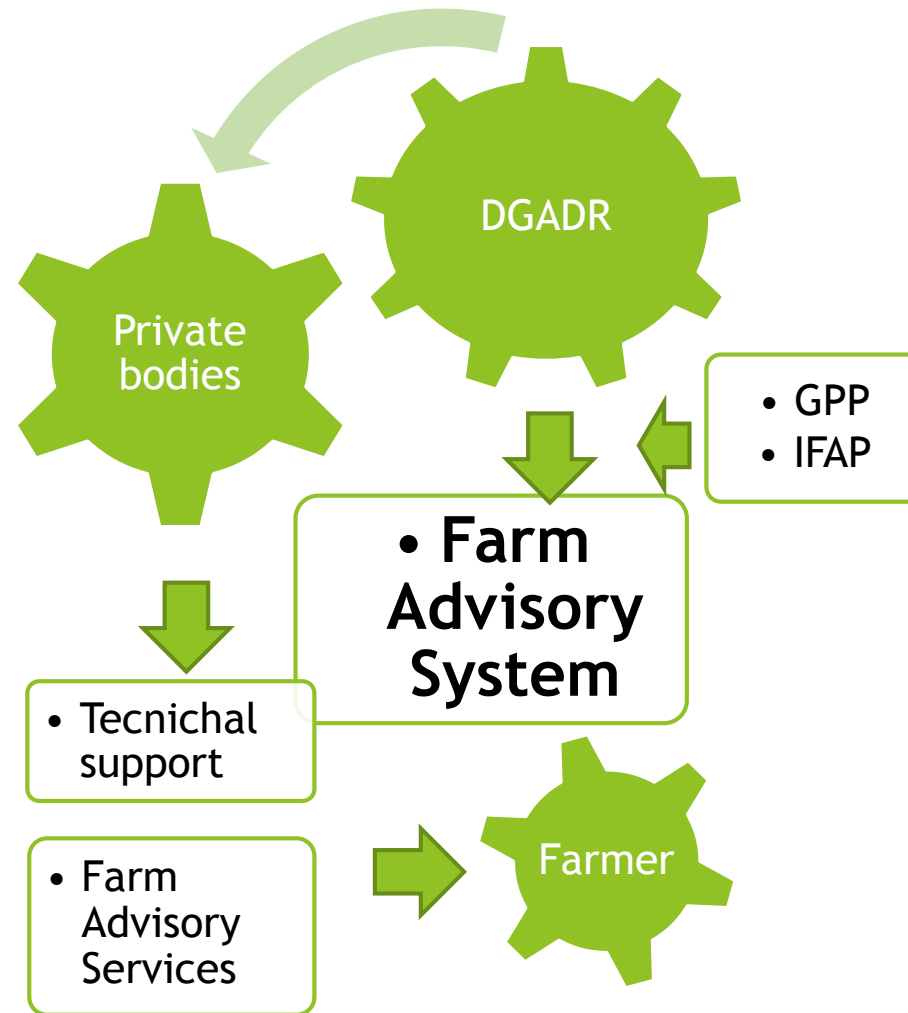 DGADR
Private
bodies
• GPP
• IFAP
• Farm
Advisory
System
• Tecnichal
support
• Farm
Advisory
Services
Farmer